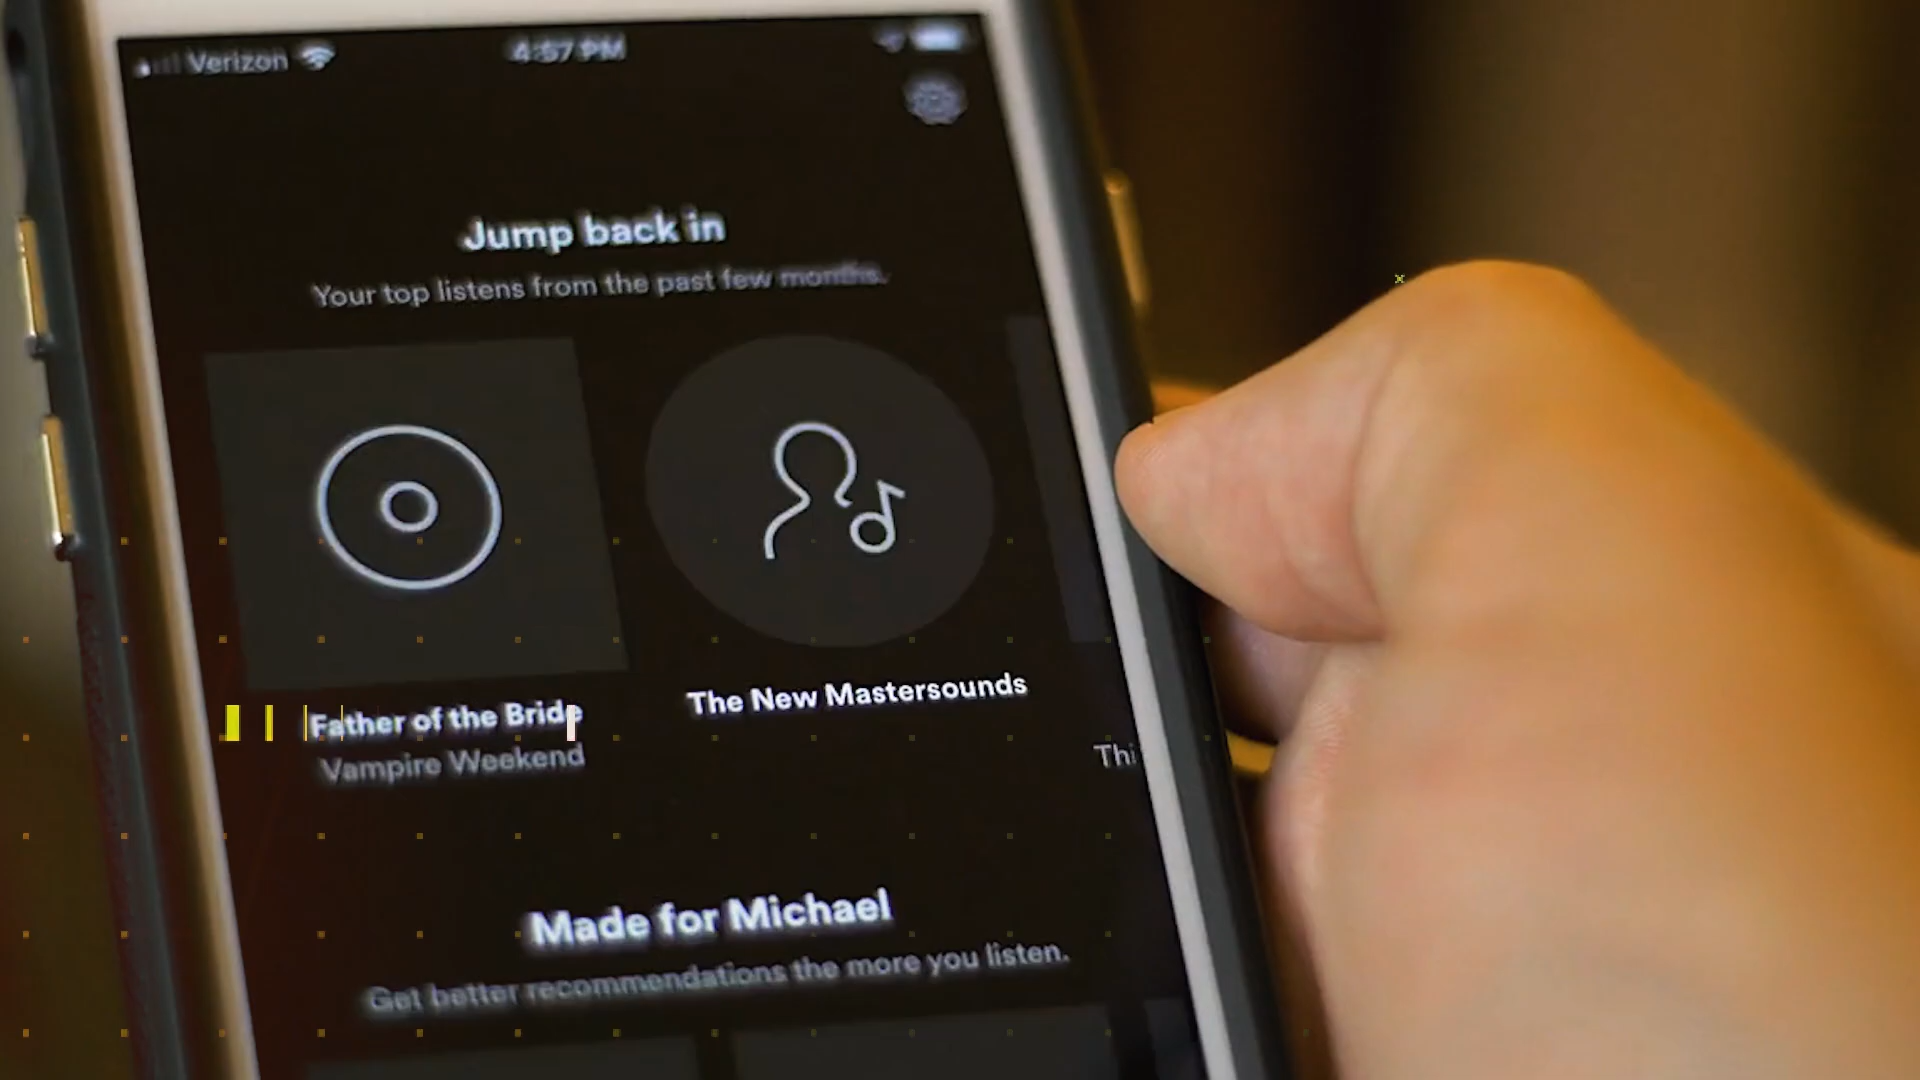 Verizon 4:57 PM
Jump back in
Your top listens from the past few months.
Father of the Bride
Vampire Weekend
The New Mastersounds
Thi
Made for Michael
Get better recommendations the more you listen.